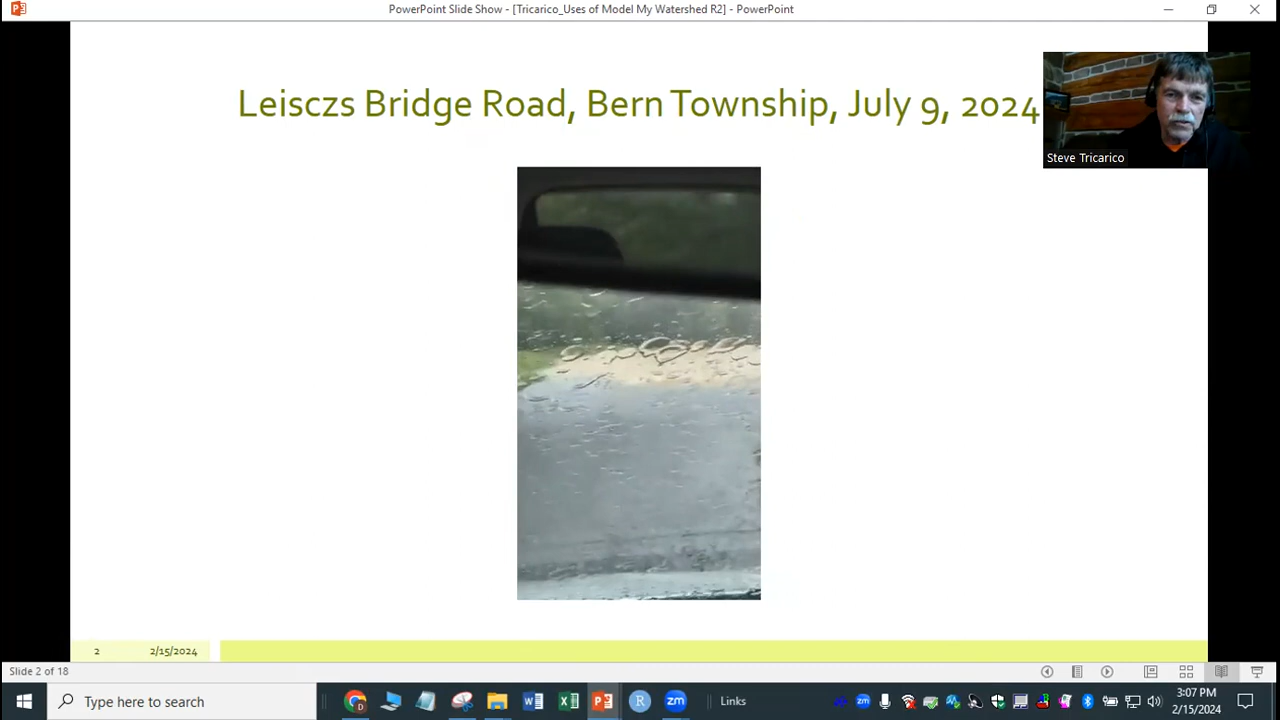 PowerPoint Slide Show - [Tricarico_Uses of Model My Watershed R2] - PowerPoint
Leisczs Bridge Road, Bern Township, July 9, 2024
Steve Tricarico
2 2/15/2024
Slide 2 of 18
Type here to search
Links
3:07 PM
2/15/2024